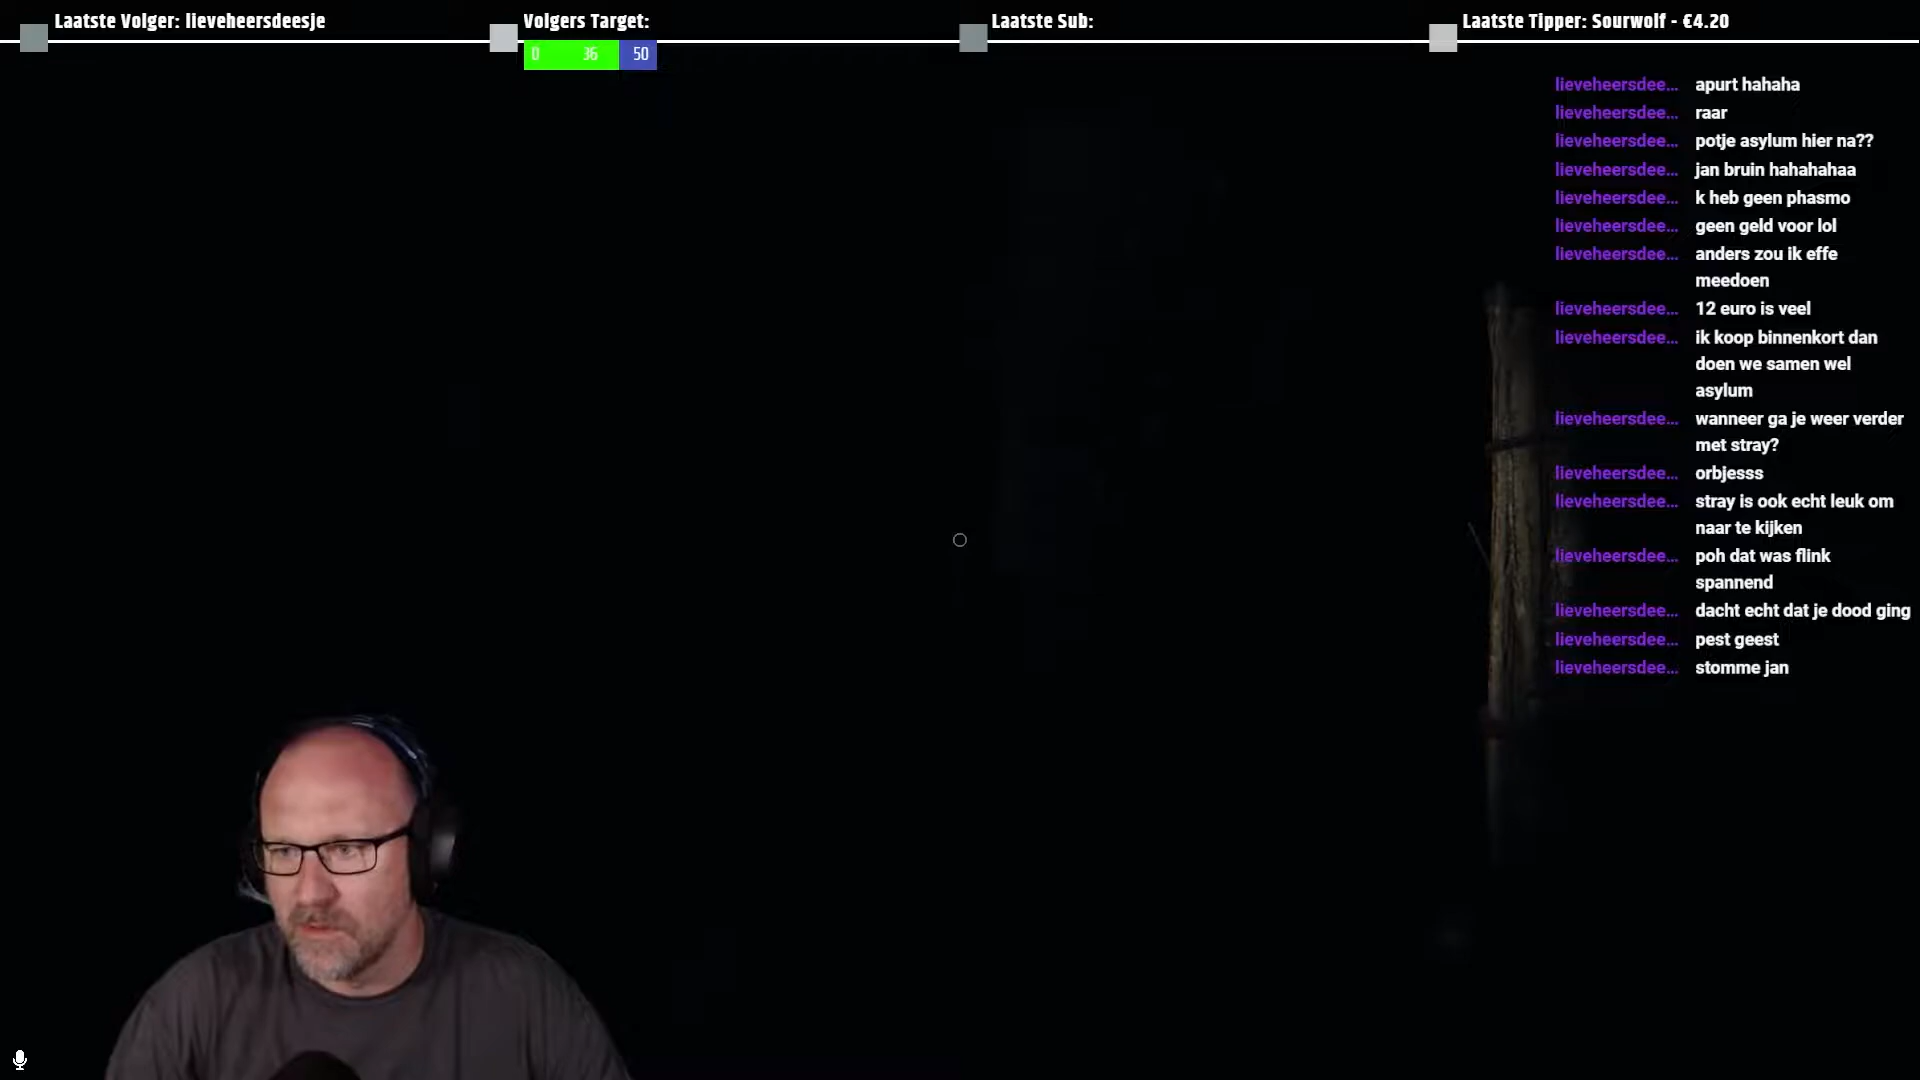 Laatste Volger: lieveheersdeesje
Volgers Target:
Laatste Sub:
Laatste Tipper: Sourwolf - €4.20
0 36 50
lieveheersdee... apurt hahaha
lieveheersdee... raar
lieveheersdee... potje asylum hier na??
lieveheersdee... jan bruin hahahahaa
lieveheersdee... k heb geen phasmo
lieveheersdee... geen geld voor lol
lieveheersdee... anders zou ik effe
meedoen
lieveheersdee... 12 euro is veel
lieveheersdee... ik koop binnenkort dan
doen we samen wel
asylum
lieveheersdee... wanneer ga je weer verder
met stray?
lieveheersdee... orbjesss
lieveheersdee... stray is ook echt leuk om
naar te kijken
lieveheersdee... poh dat was flink
spannend
lieveheersdee... dacht echt dat je dood ging
lieveheersdee... pest geest
lieveheersdee... stomme jan